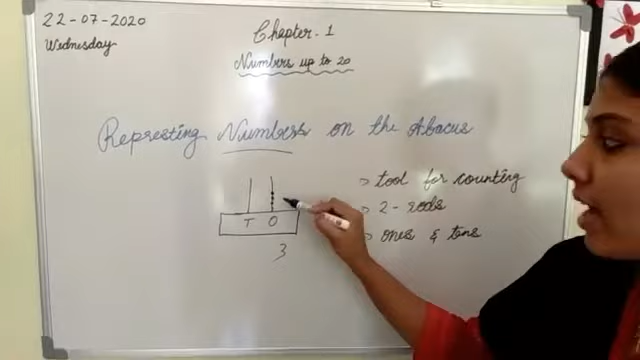 22-07-2020
Wednesday
Chapter-1
Numbers up to 20
Represting Numbers on the Abacus
> tool for counting
> 2-rods
> ones & tens
T O
3